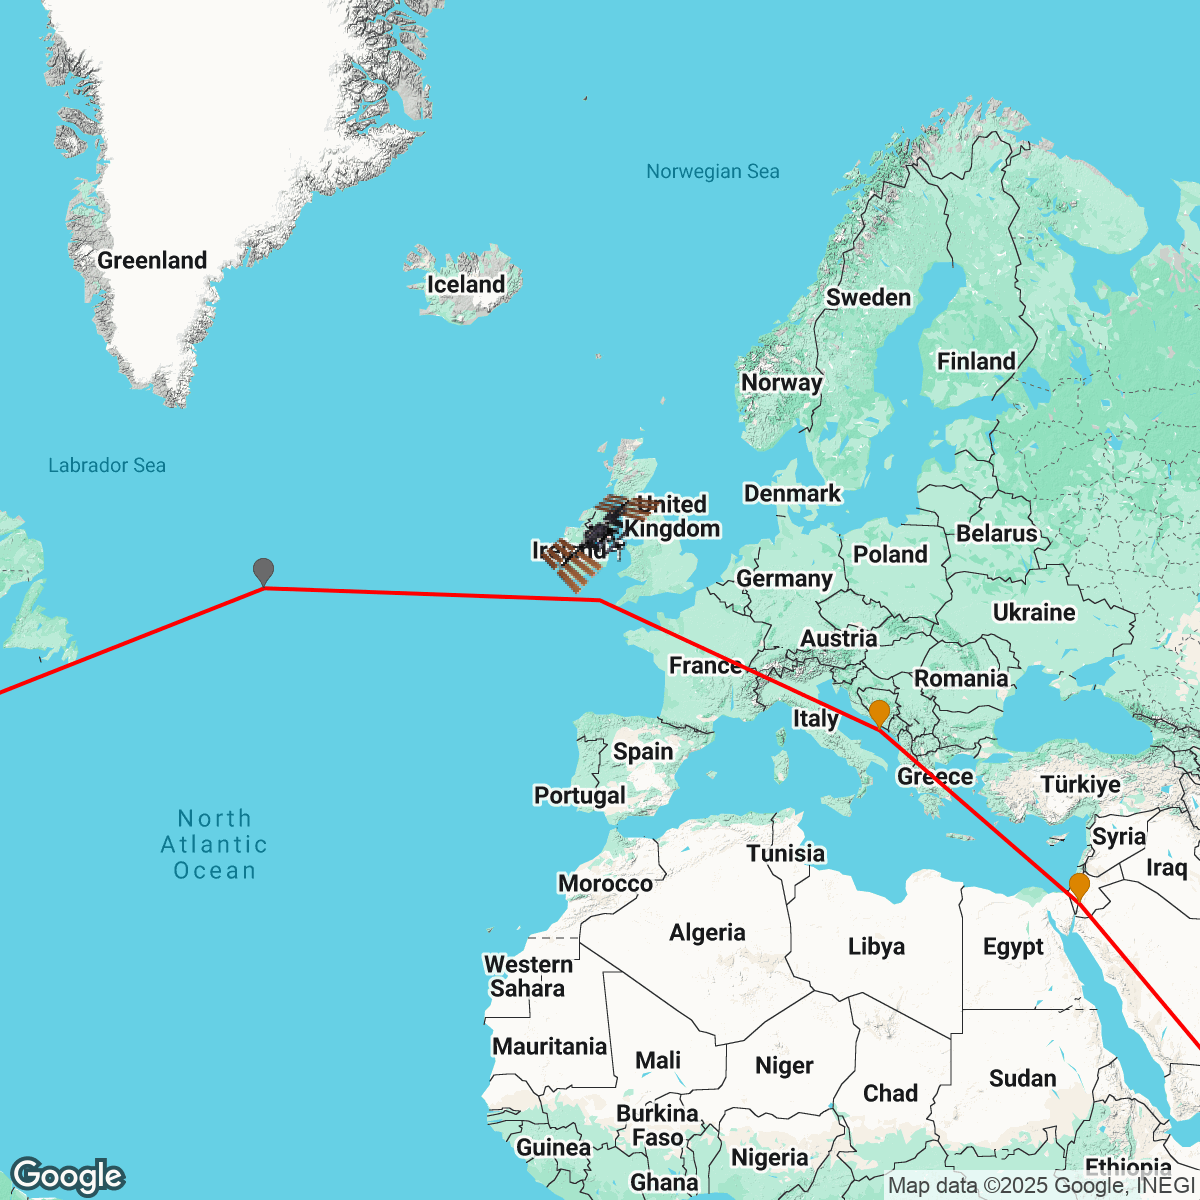 Norwegian Sea
Greenland
Iceland
Sweden
Finland
Norway
Labrador Sea
Denmark
United
Kingdom
Ireland
Belarus
Poland
Germany
Ukraine
Austria
France
Romania
Italy
Spain
Greece
Türkiye
Portugal
North
Atlantic
Ocean
Syria
Iraq
Tunisia
Morocco
Algeria
Libya
Egypt
Western
Sahara
Mauritania
Mali
Niger
Chad
Sudan
Burkina
Faso
Guinea
Nigeria
Ghana
Ethiopia
Google
Map data ©2025 Google, INEGI